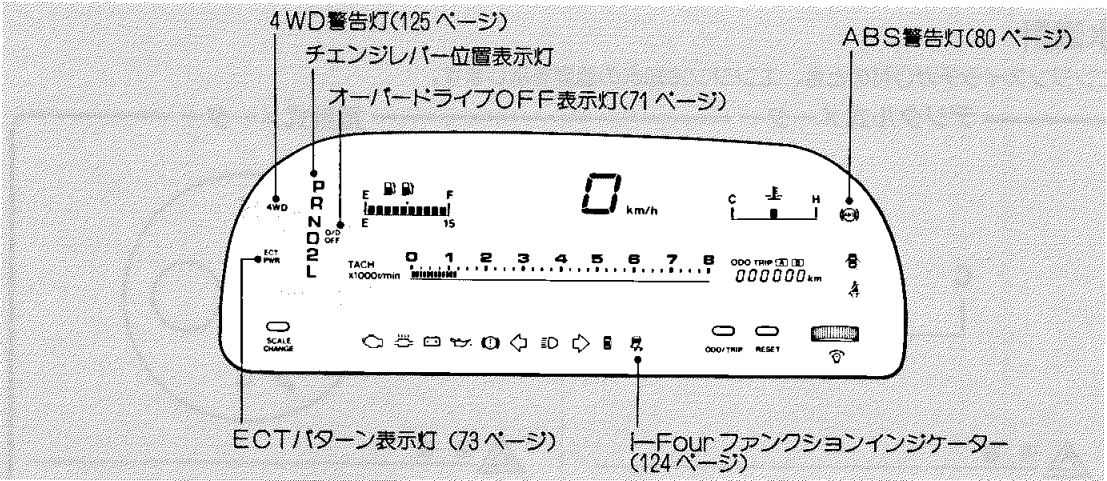 4WD警告灯(125ページ)
チェンジレバー位置表示灯
オーバードライブOFF表示灯(71ページ)
ABS警告灯(80ページ)
4WD
P
R
N
D
2
L
O/D
OFF
ECT
PWR
E F
E 15
0 km/h
C H
(ABS)
TACH
x1000r/min
0 1 2 3 4 5 6 7 8
ODO TRIP A B
000000 km
SCALE
CHANGE
ODO/TRIP
RESET
ECTパターン表示灯 (73ページ)
i-Four ファンクションインジケーター
(124ページ)